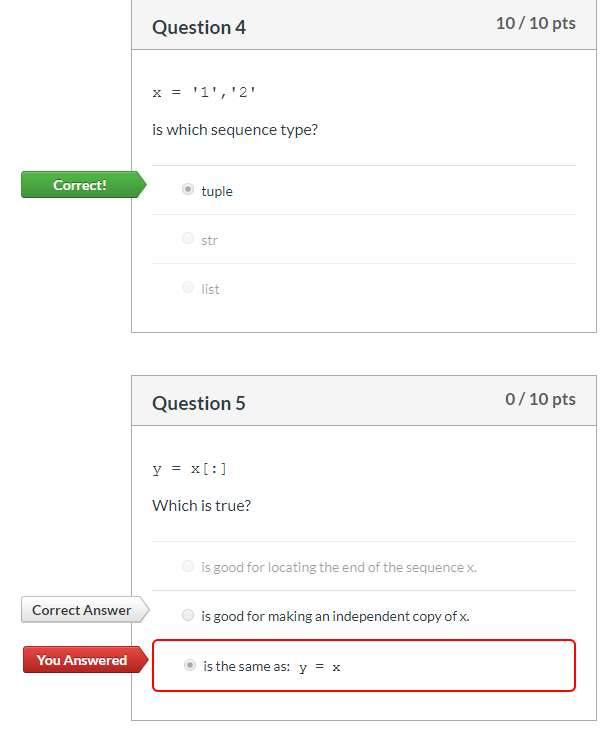 Question 4
10 / 10 pts
x = '1','2'
is which sequence type?
Correct!
tuple
str
list
Question 5
0 / 10 pts
y = x[:]
Which is true?
is good for locating the end of the sequence x.
Correct Answer
is good for making an independent copy of x.
You Answered
is the same as: y = x